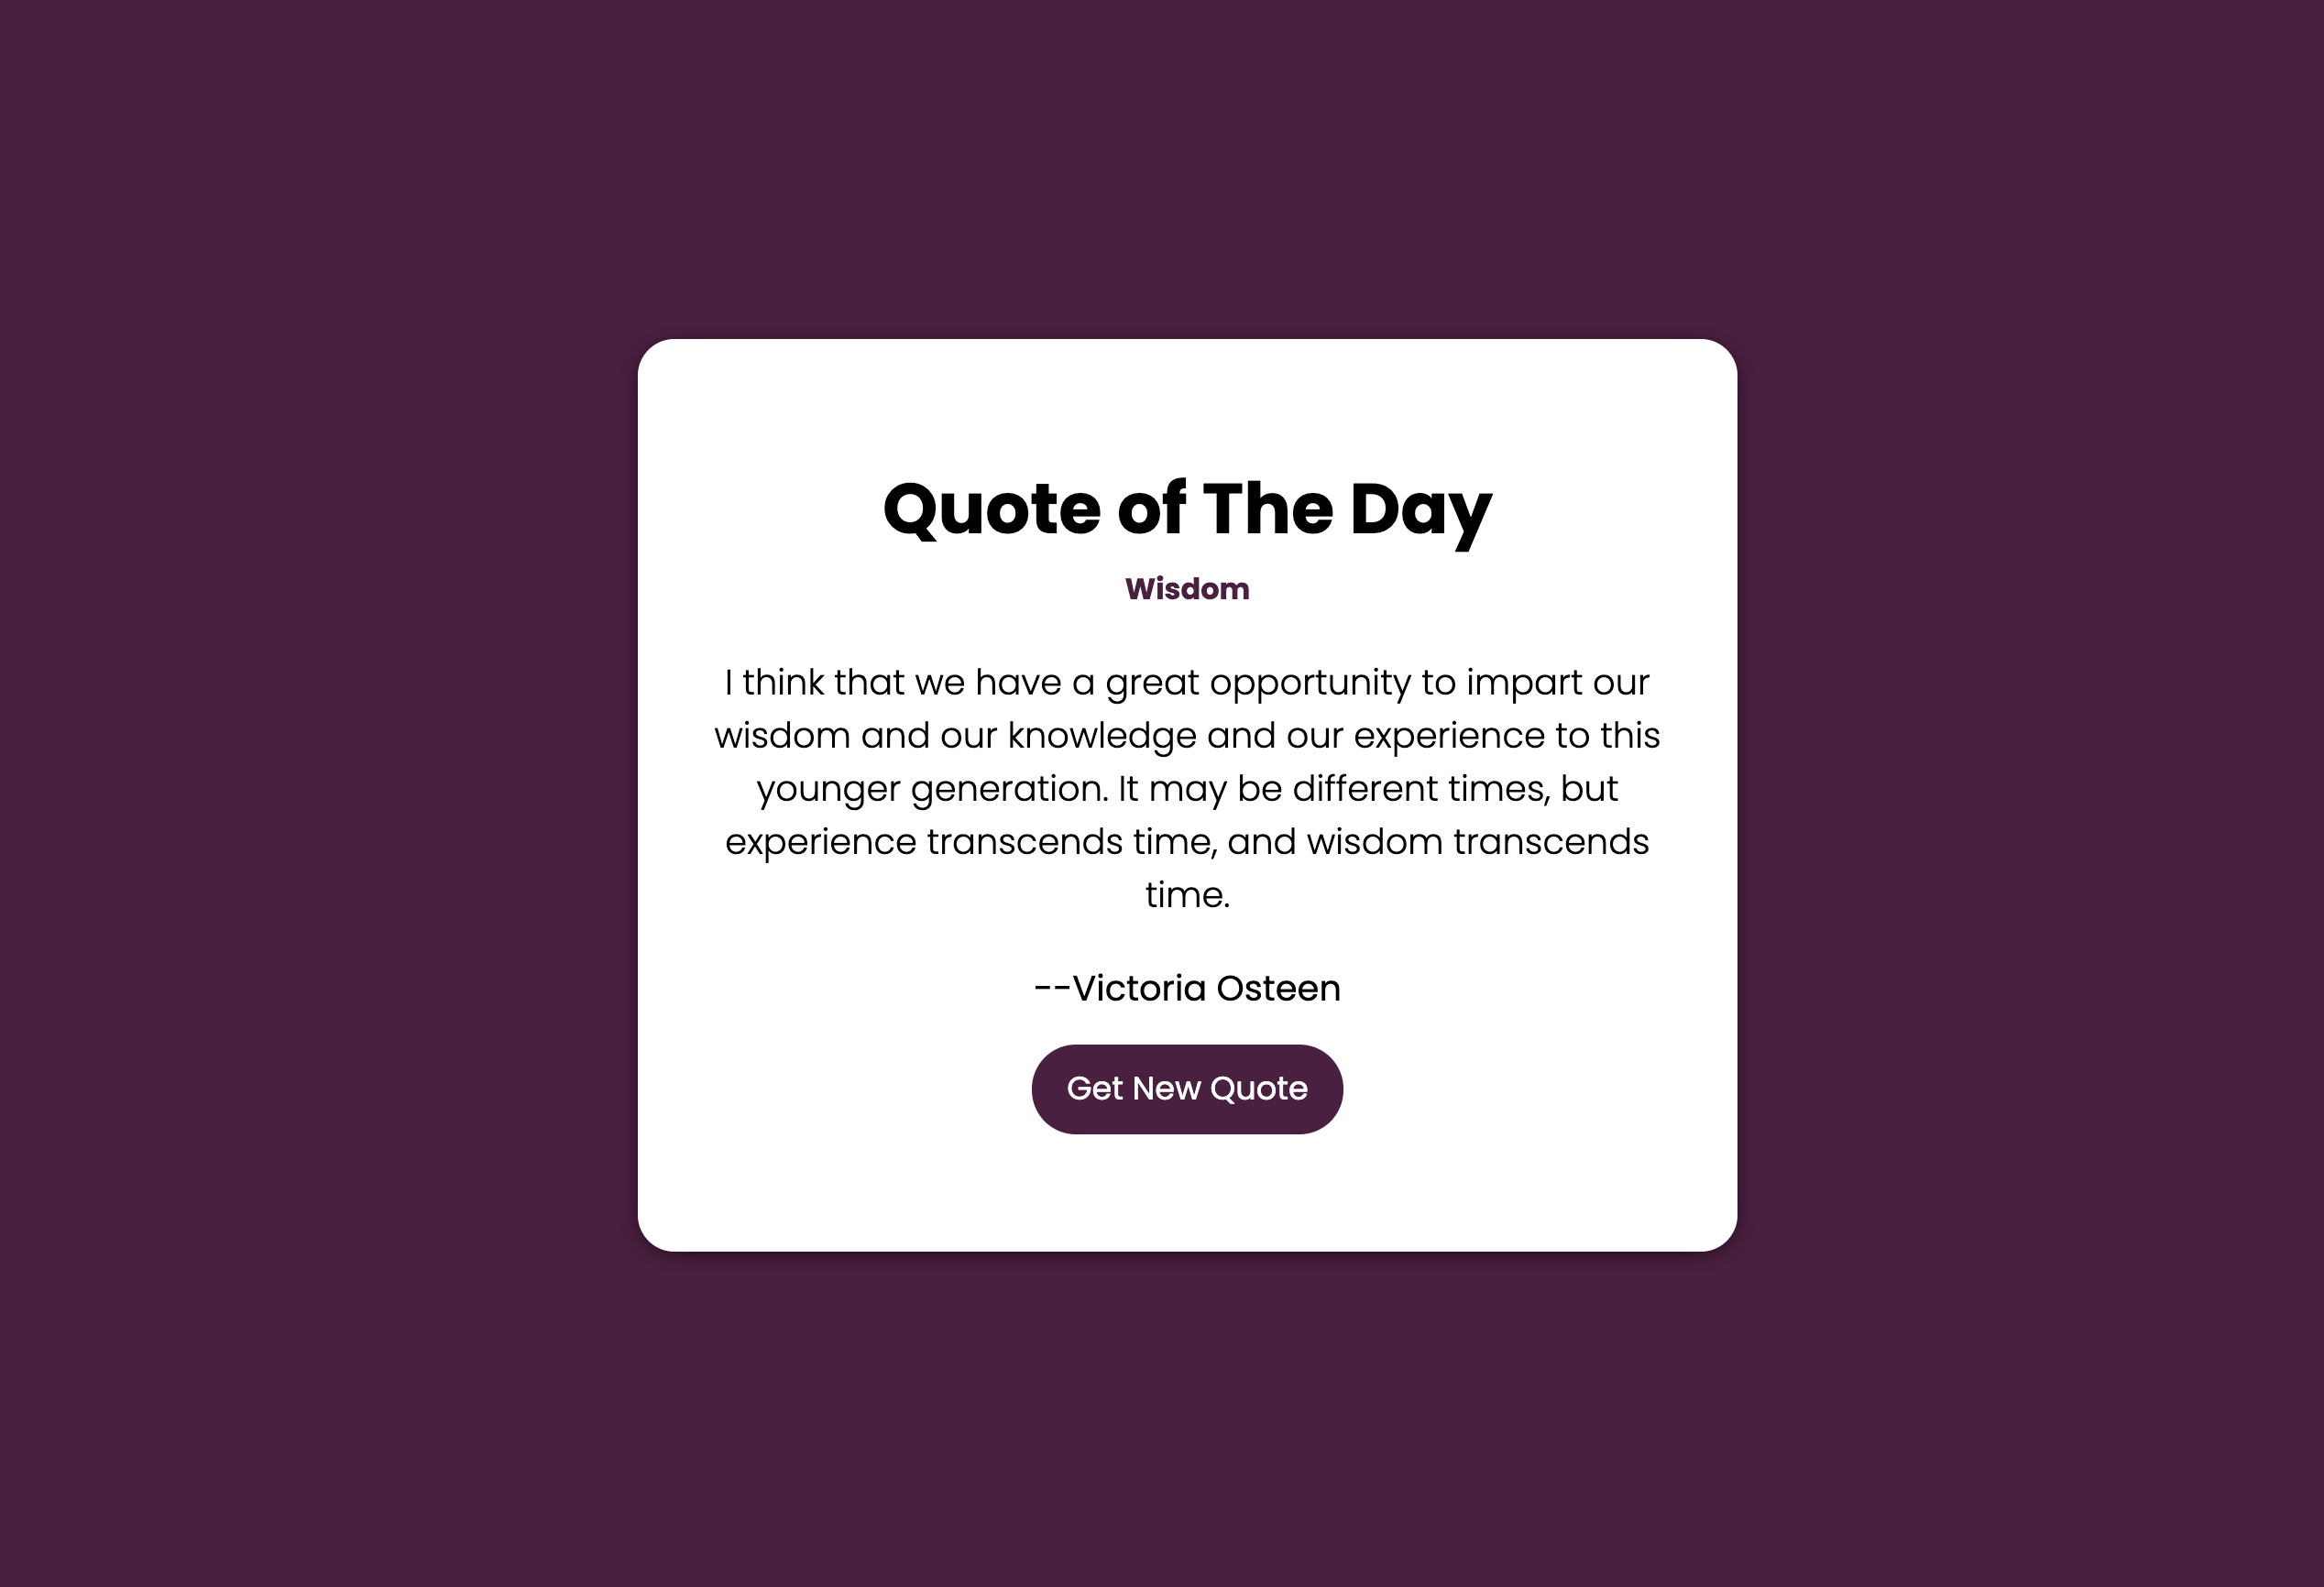 Quote of The Day
Wisdom
I think that we have a great opportunity to impart our
wisdom and our knowledge and our experience to this
younger generation. It may be different times, but
experience transcends time, and wisdom transcends
time.
--Victoria Osteen
Get New Quote